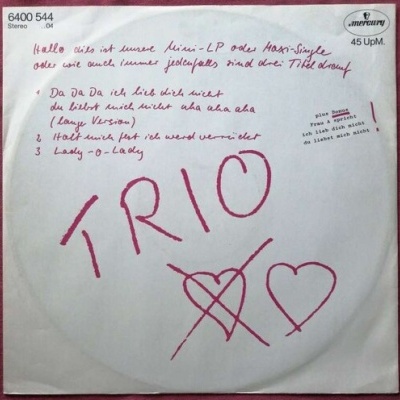 6400 544
Stereo .04
mercury
45 UpM.
Hallo dies ist unsere Mini-LP oder Maxi-Single
oder wie auch immer jedenfalls sind drei Titel drauf
1 Da Da Da ich lieb dich nicht
du liebst mich nicht aha aha aha
(Lange Version)
2 Halt mich fest ich werd verrückt
3 Lady-o-Lady
plus Bonus
Frau A spricht
ich lieb dich nicht
du liebst mich nicht !
TRIO